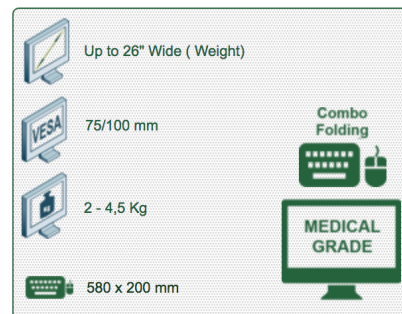 Up to 26" Wide ( Weight)
VESA
75/100 mm
KG
2 - 4,5 Kg
580 x 200 mm
Combo
Folding
MEDICAL
GRADE